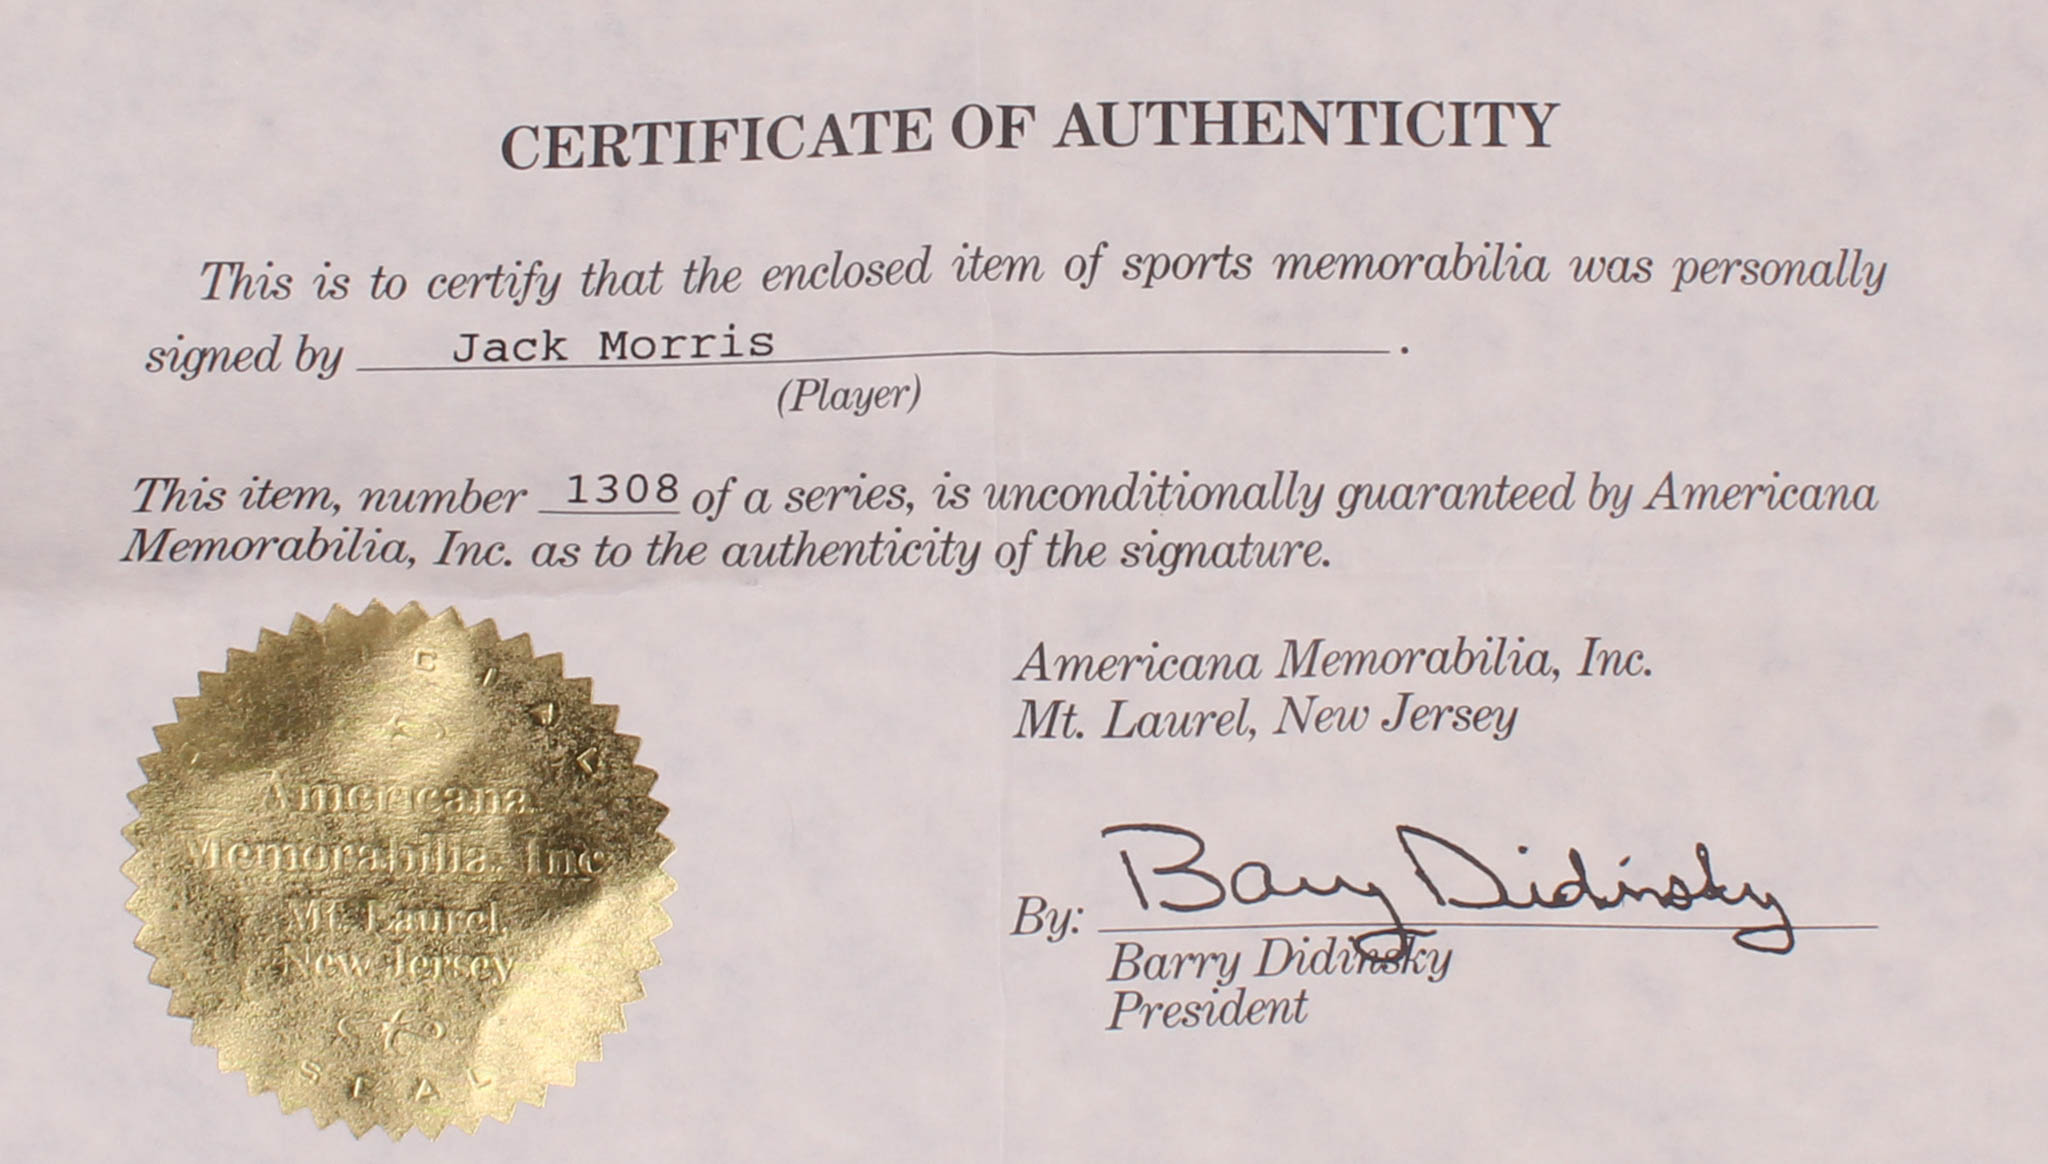 CERTIFICATE OF AUTHENTICITY
This is to certify that the enclosed item of sports memorabilia was personally
signed by Jack Morris .
(Player)
This item, number 1308 of a series, is unconditionally guaranteed by Americana
Memorabilia, Inc. as to the authenticity of the signature.
Americana Memorabilia, Inc.
Mt. Laurel, New Jersey
By: Barry Didinsky
Barry Didinsky
President
Americana
Memorabilia, Inc
Mt. Laurel,
New Jersey
SEAL